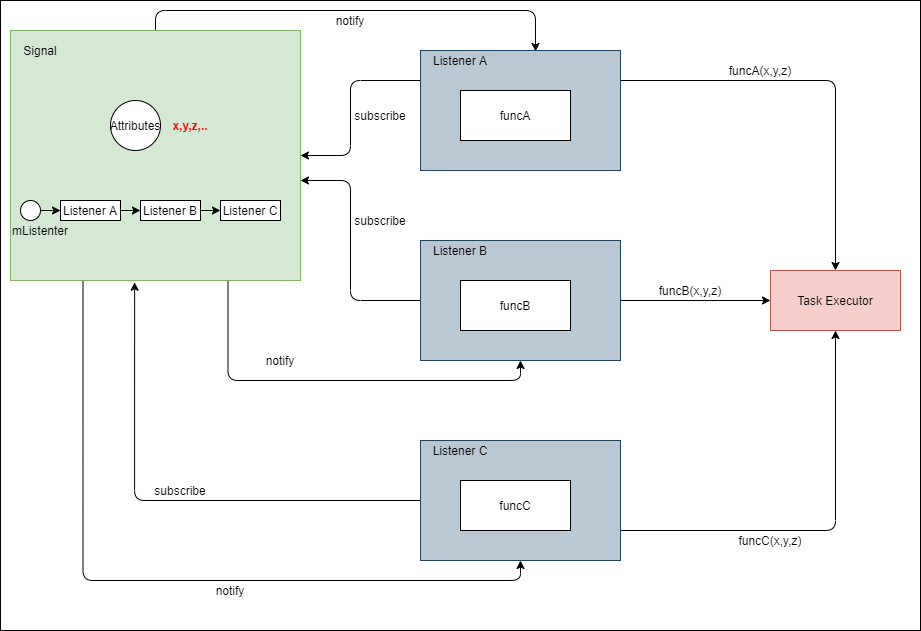 notify
Signal
Listener A
funcA(x,y,z)
funcA
subscribe
Attributes
x,y,z,..
Listener A
Listener B
Listener C
mListenter
subscribe
Listener B
funcB(x,y,z)
funcB
Task Executor
notify
Listener C
subscribe
funcC
funcC(x,y,z)
notify